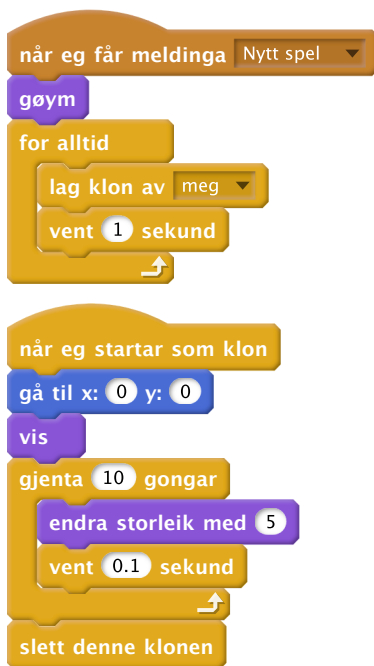 når eg får meldinga Nytt spel
gøym
for alltid
lag klon av meg
vent 1 sekund
når eg startar som klon
gå til x: 0 y: 0
vis
gjenta 10 gongar
endra storleik med 5
vent 0.1 sekund
slett denne klonen